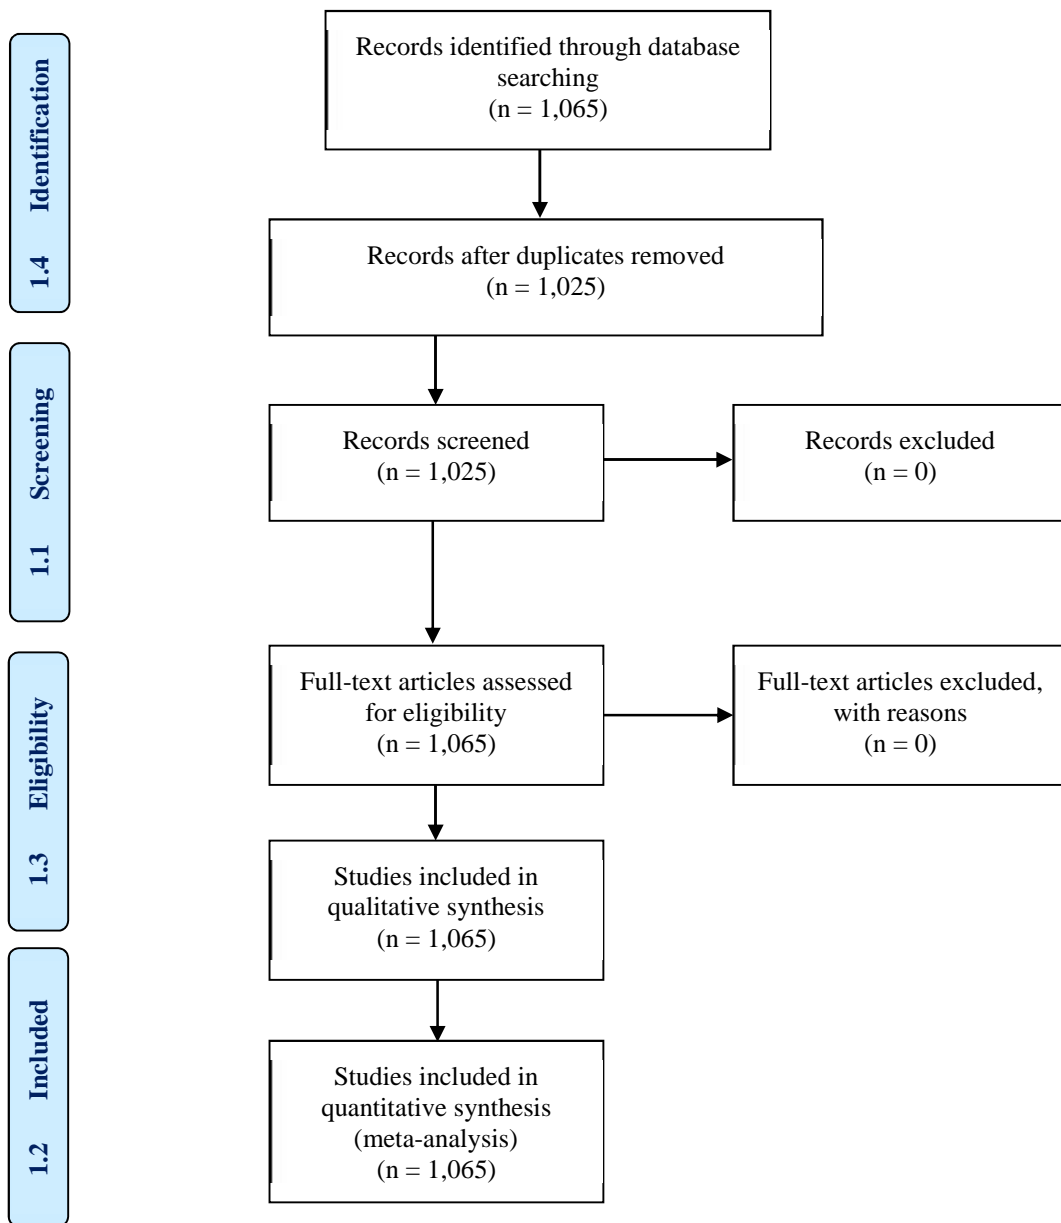 1.4 Identification
Records identified through database
searching
(n = 1,065)
Records after duplicates removed
(n = 1,025)
1.1 Screening
Records screened
(n = 1,025)
Records excluded
(n = 0)
1.3 Eligibility
Full-text articles assessed
for eligibility
(n = 1,065)
Full-text articles excluded,
with reasons
(n = 0)
Studies included in
qualitative synthesis
(n = 1,065)
1.2 Included
Studies included in
quantitative synthesis
(meta-analysis)
(n = 1,065)